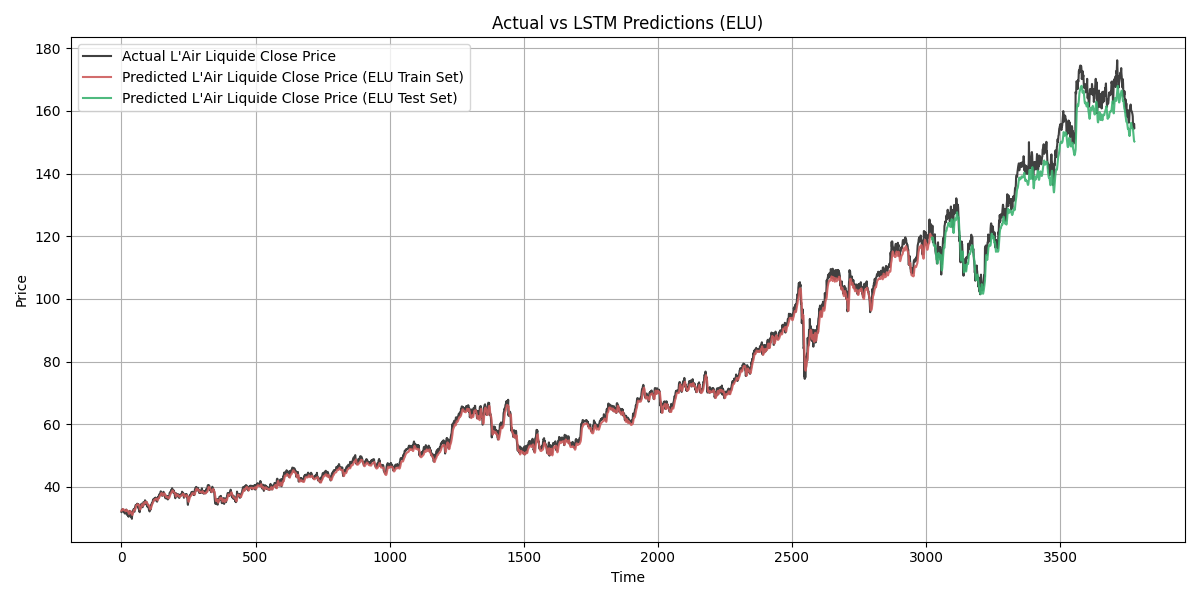 Actual vs LSTM Predictions (ELU)
Actual L'Air Liquide Close Price
Predicted L'Air Liquide Close Price (ELU Train Set)
Predicted L'Air Liquide Close Price (ELU Test Set)
Price
180
160
140
120
100
80
60
40
0 500 1000 1500 2000 2500 3000 3500
Time